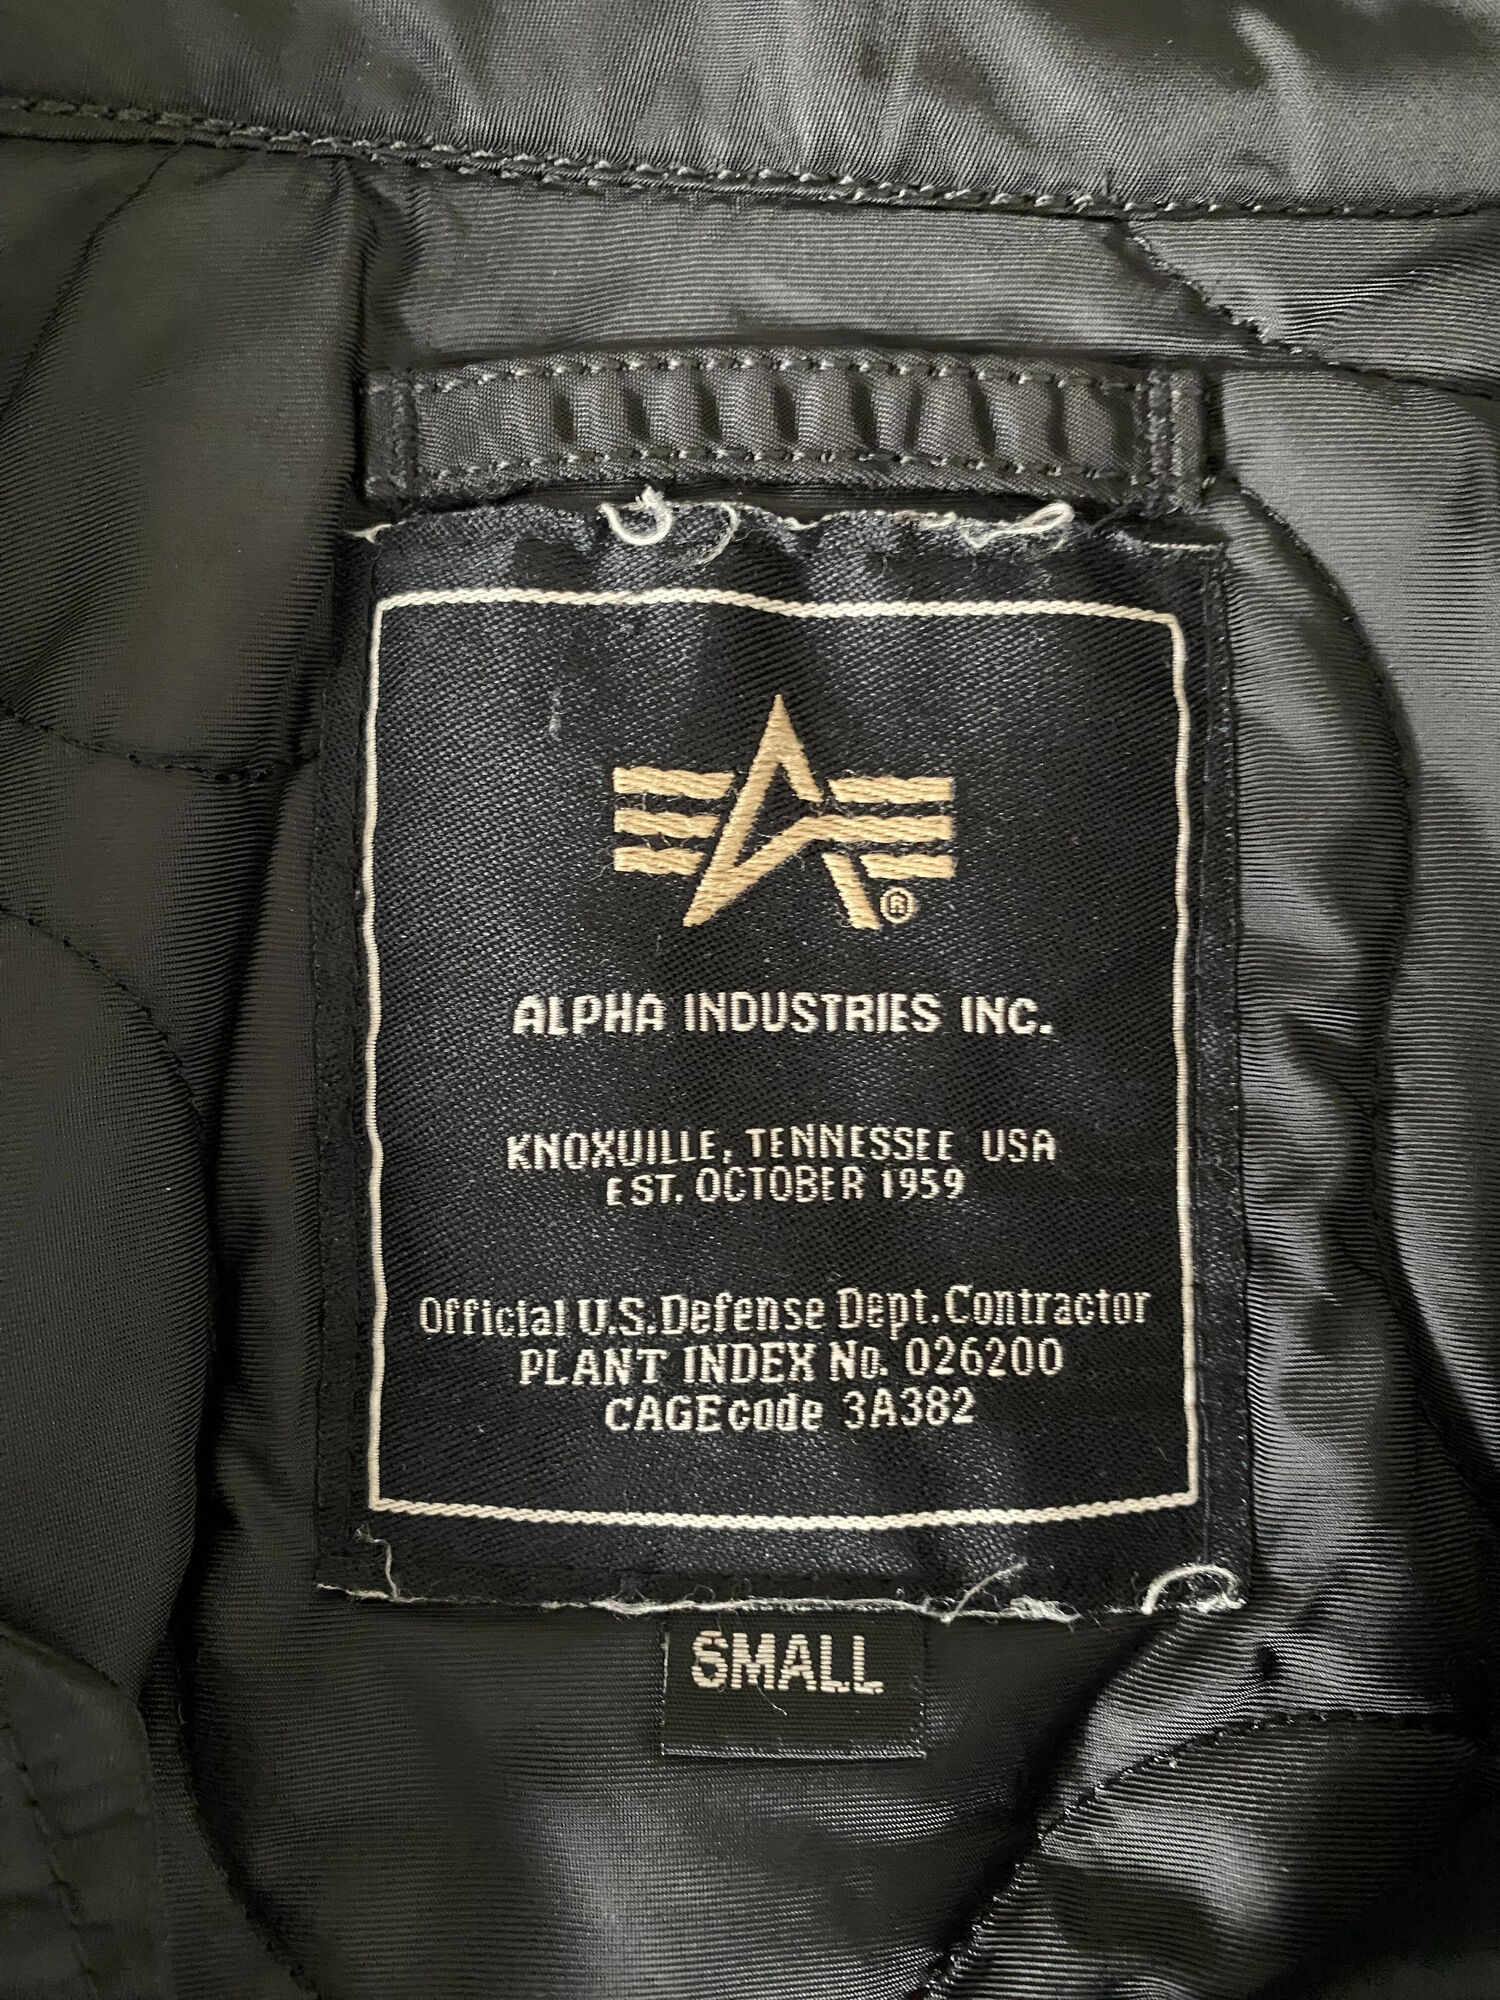 ®
ALPHA INDUSTRIES INC.
KNOXVILLE, TENNESSEE USA
EST. OCTOBER 1959
Official U.S. Defense Dept. Contractor
PLANT INDEX No. 026200
CAGE code 3A382
SMALL